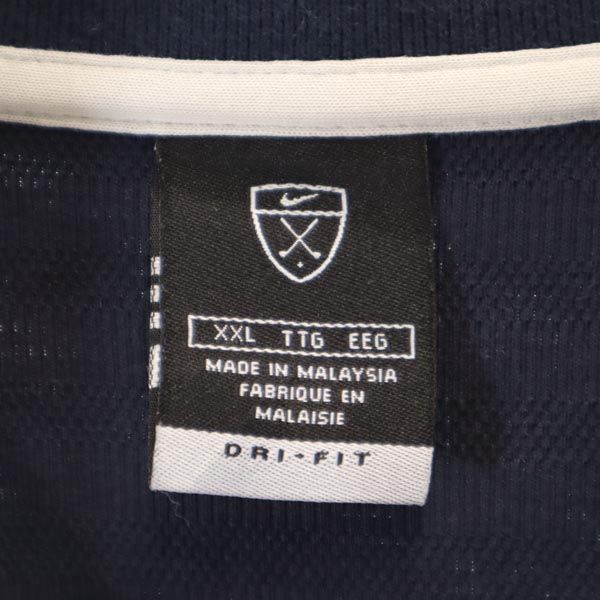 XXL TTG EEG
MADE IN MALAYSIA
FABRIQUE EN
MALAISIE
DRI-FIT